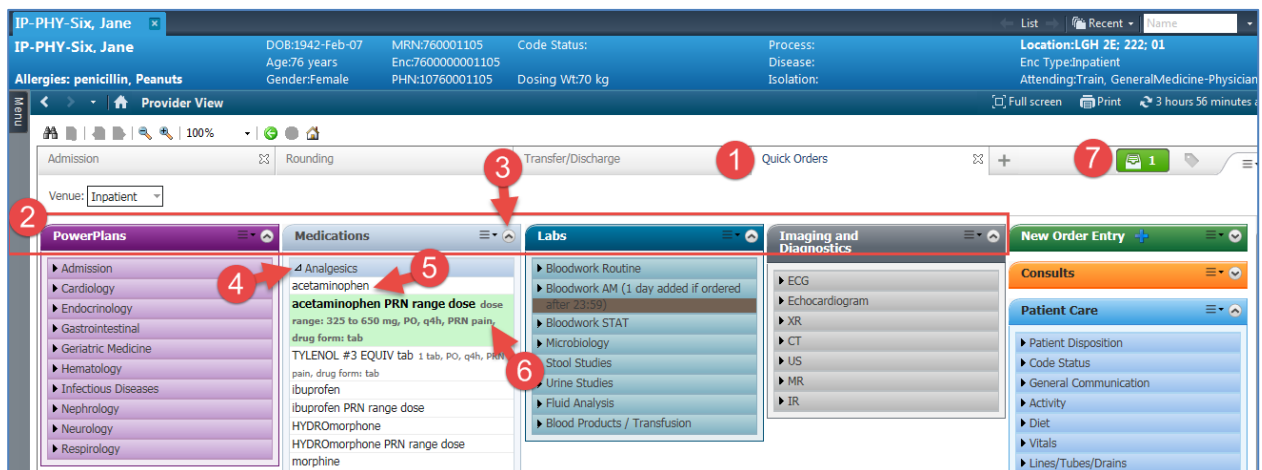 IP-PHY-Six, Jane
List
Recent
Name
IP-PHY-Six, Jane
DOB:1942-Feb-07
MRN:760001105
Code Status:
Process:
Location:LGH 2E; 222; 01
Age:76 years
Enc:7600000001105
Disease:
Enc Type:Inpatient
Allergies: penicillin, Peanuts
Gender:Female
PHN:10760001105
Dosing Wt:70 kg
Isolation:
Attending:Train, GeneralMedicine-Physician
Menu
Provider View
Full screen
Print
3 hours 56 minutes
100%
Admission
Rounding
3
Transfer/Discharge
1
Quick Orders
7
1
Venue: Inpatient
2
PowerPlans
Admission
Cardiology
Endocrinology
Gastrointestinal
Geriatric Medicine
Hematology
Infectious Diseases
Nephrology
Neurology
Respirology
Medications
4
Analgesics
5
acetaminophen
acetaminophen PRN range dose dose
range: 325 to 650 mg, PO, q4h, PRN pain,
drug form: tab
6
TYLENOL #3 EQUIV tab 1 tab, PO, q4h, PRN
pain, drug form: tab
ibuprofen
ibuprofen PRN range dose
HYDROmorphone
HYDROmorphone PRN range dose
morphine
Labs
Bloodwork Routine
Bloodwork AM (1 day added if ordered
after 23:59)
Bloodwork STAT
Microbiology
Stool Studies
Urine Studies
Fluid Analysis
Blood Products / Transfusion
Imaging and
Diagnostics
ECG
Echocardiogram
XR
CT
US
MR
IR
New Order Entry
Consults
Patient Care
Patient Disposition
Code Status
General Communication
Activity
Diet
Vitals
Lines/Tubes/Drains